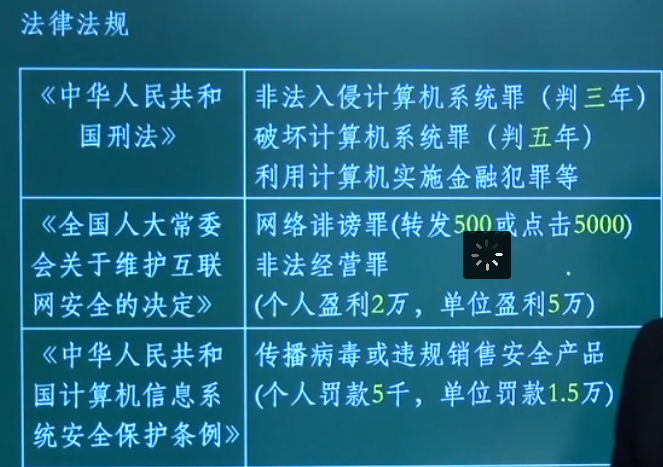 法律法规
《中华人民共和
国刑法》
非法入侵计算机系统罪（判三年）
破坏计算机系统罪（判五年）
利用计算机实施金融犯罪等
《全国人大常委
会关于维护互联
网安全的决定》
网络诽谤罪(转发500或点击5000)
非法经营罪
(个人盈利2万，单位盈利5万)
《中华人民共和
国计算机信息系
统安全保护条例》
传播病毒或违规销售安全产品
(个人罚款5千，单位罚款1.5万)